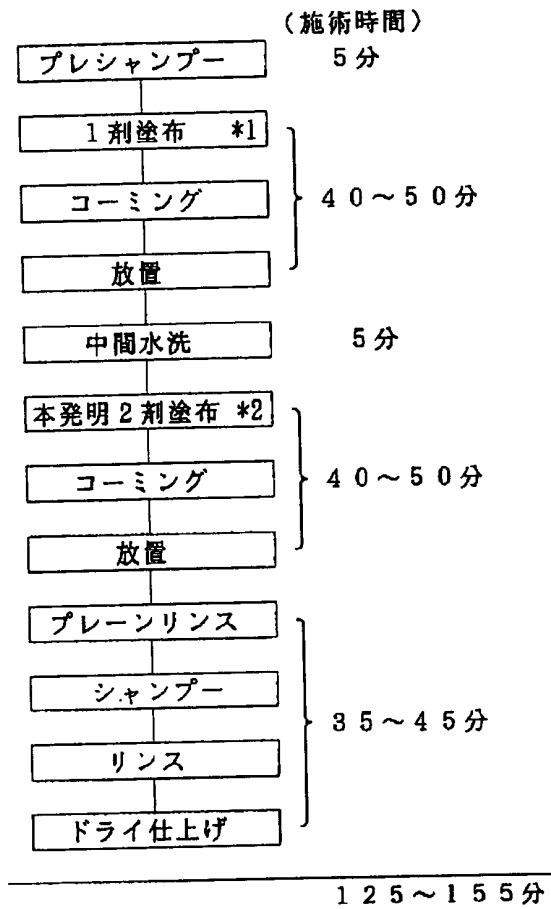 (施術時間)
プレシャンプー 5分
1剤塗布 *1
コーミング 40~50分
放置
中間水洗 5分
本発明2剤塗布 *2
コーミング 40~50分
放置
プレーンリンス
シャンプー
35~45分
リンス
ドライ仕上げ
125~155分